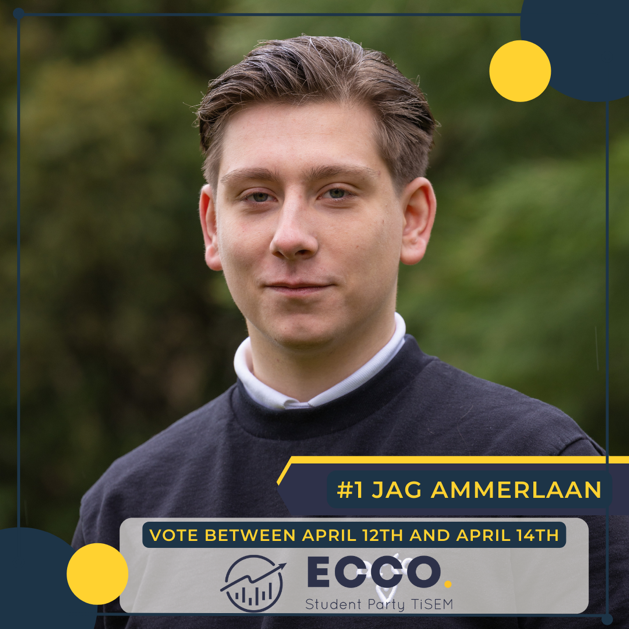 #1 JAG AMMERLAAN
VOTE BETWEEN APRIL 12TH AND APRIL 14TH
ECCO.
Student Party TiSEM